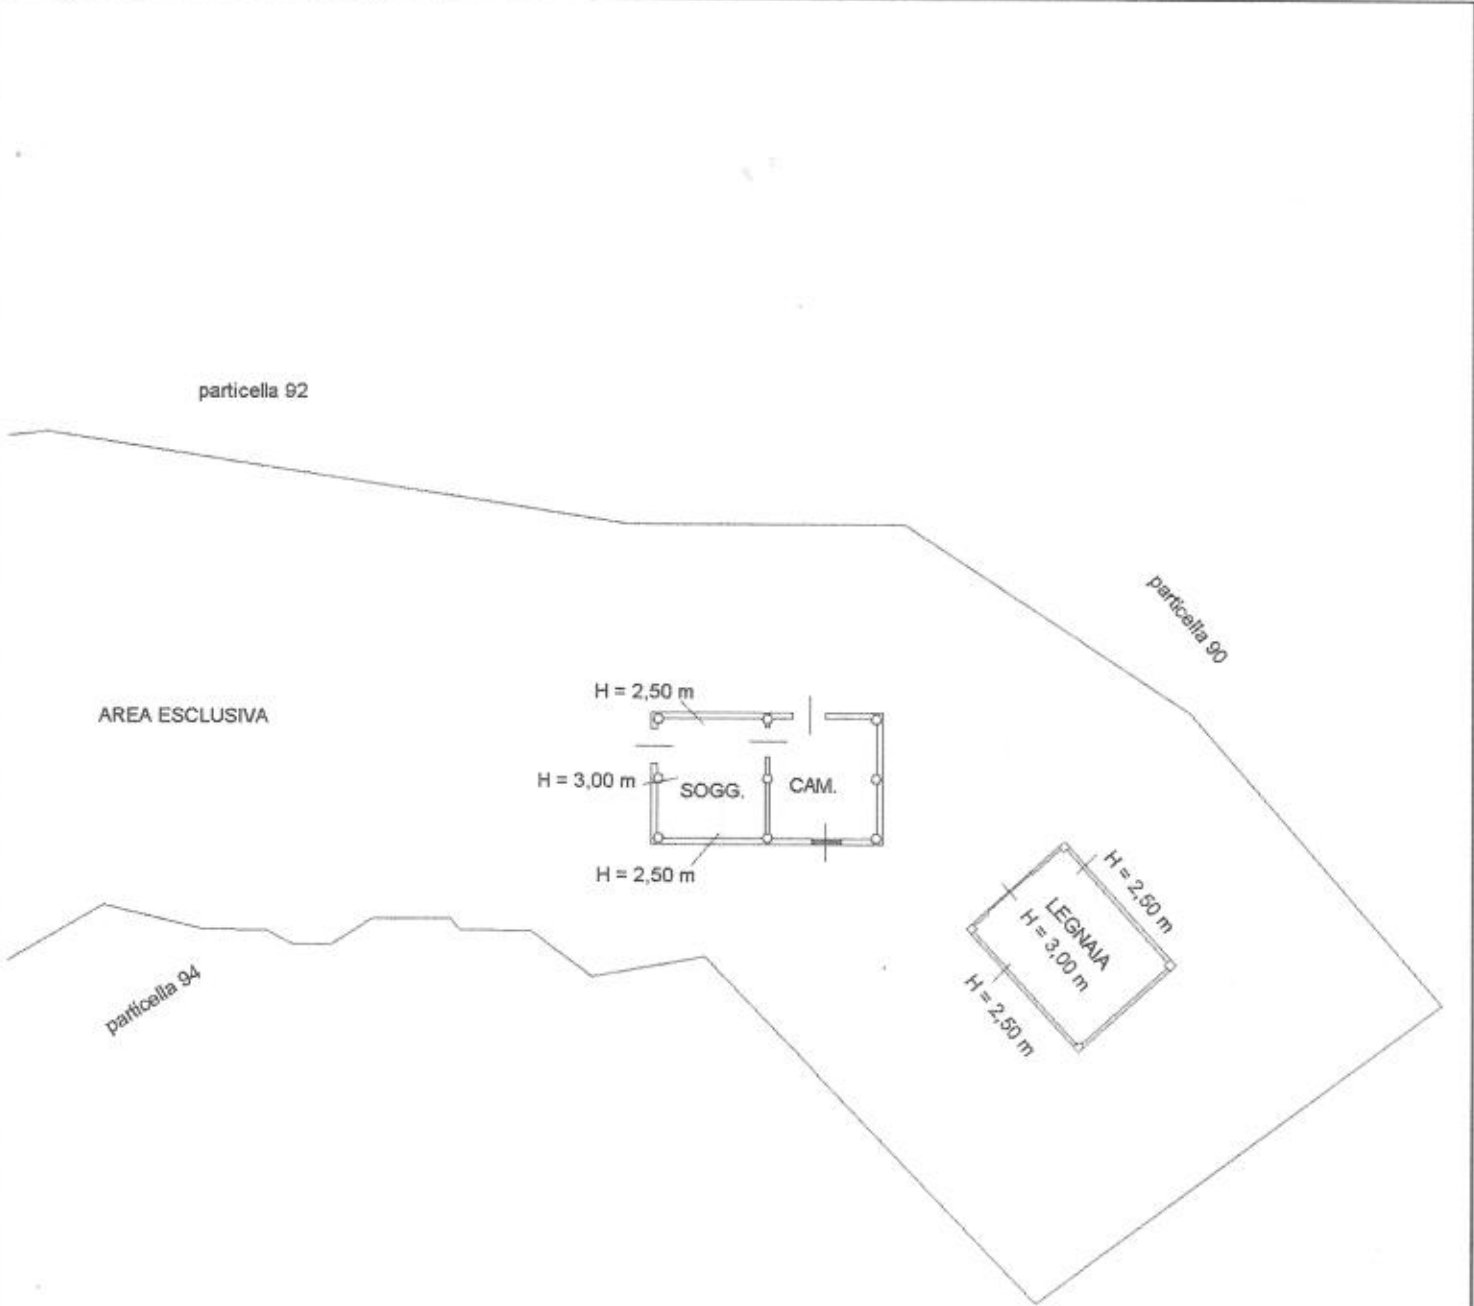 particella 92
particella 90
AREA ESCLUSIVA
H = 2,50 m
H = 3,00 m
SOGG.
CAM.
H = 2,50 m
H = 2,50 m
LEGNAIA
H = 3,00 m
H = 2,50 m
particella 94